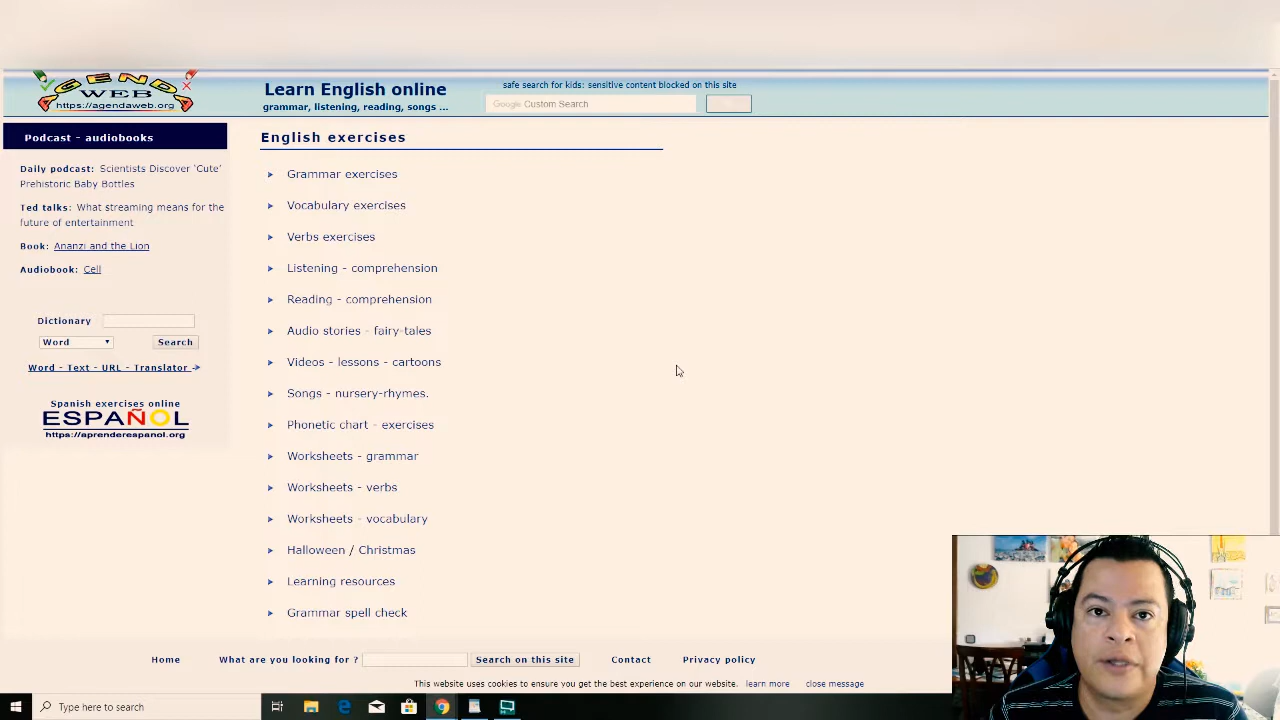 AGENDA
WEB
https://agendaweb.org
Learn English online
grammar, listening, reading, songs ...
safe search for kids: sensitive content blocked on this site
Google Custom Search
Podcast - audiobooks
Daily podcast: Scientists Discover ‘Cute’
Prehistoric Baby Bottles
Ted talks: What streaming means for the
future of entertainment
Book: Ananzi and the Lion
Audiobook: Cell
Dictionary
Word
Search
Word - Text - URL - Translator
Spanish exercises online
ESPAÑOL
https://aprenderespanol.org
English exercises
Grammar exercises
Vocabulary exercises
Verbs exercises
Listening - comprehension
Reading - comprehension
Audio stories - fairy-tales
Videos - lessons - cartoons
Songs - nursery-rhymes.
Phonetic chart - exercises
Worksheets - grammar
Worksheets - verbs
Worksheets - vocabulary
Halloween / Christmas
Learning resources
Grammar spell check
Home
What are you looking for ?
Search on this site
Contact
Privacy policy
This website uses cookies to ensure you get the best experience on our website. learn more close message
Type here to search